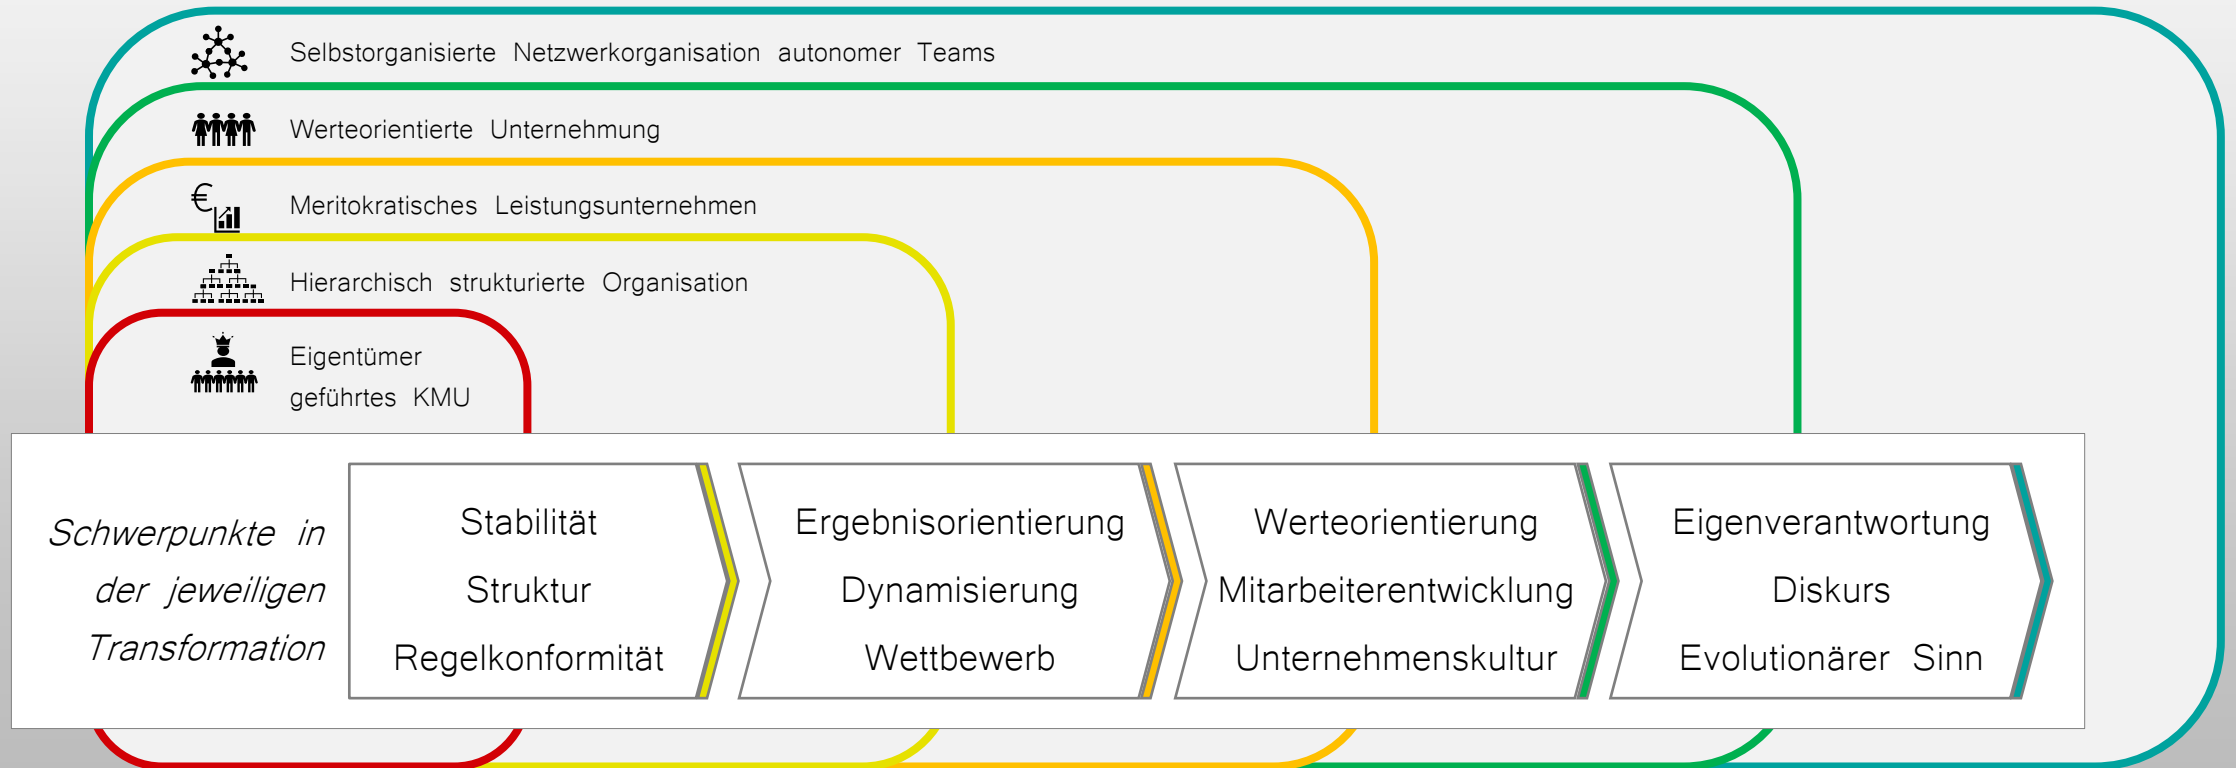 Selbstorganisierte Netzwerkorganisation autonomer Teams
Werteorientierte Unternehmung
€
Meritokratisches Leistungsunternehmen
Hierarchisch strukturierte Organisation
Eigentümer
geführtes KMU
Schwerpunkte in
der jeweiligen
Transformation
Stabilität
Struktur
Regelkonformität
Ergebnisorientierung
Dynamisierung
Wettbewerb
Werteorientierung
Mitarbeiterentwicklung
Unternehmenskultur
Eigenverantwortung
Diskurs
Evolutionärer Sinn